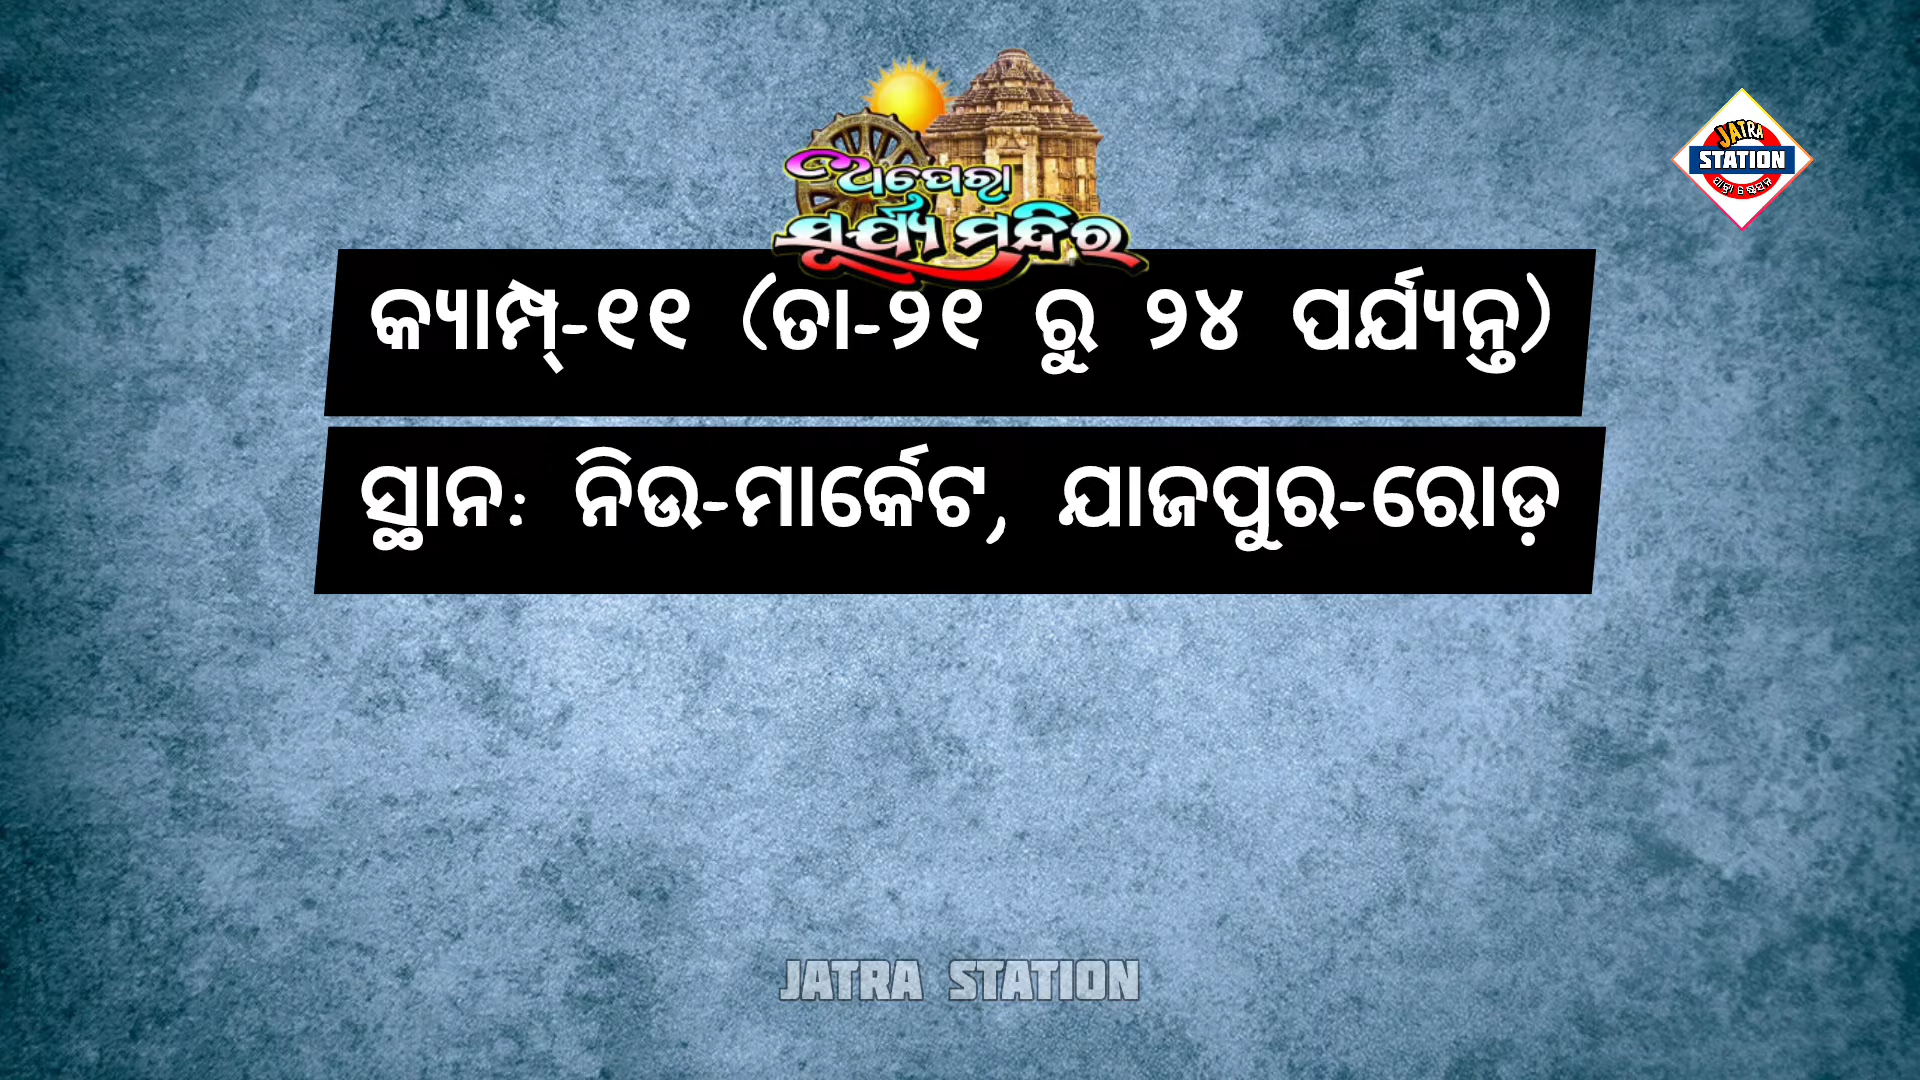 ଅପେରା
ସୂର୍ଯ୍ୟ ମନ୍ଦିର
JATRA
STATION
କ୍ୟାମ୍ପ୍-୧୧ (ତା-୨୧ ରୁ ୨୪ ପର୍ଯ୍ୟନ୍ତ)
ସ୍ଥାନ: ନିଉ-ମାର୍କେଟ, ଯାଜପୁର-ରୋଡ଼
JATRA STATION